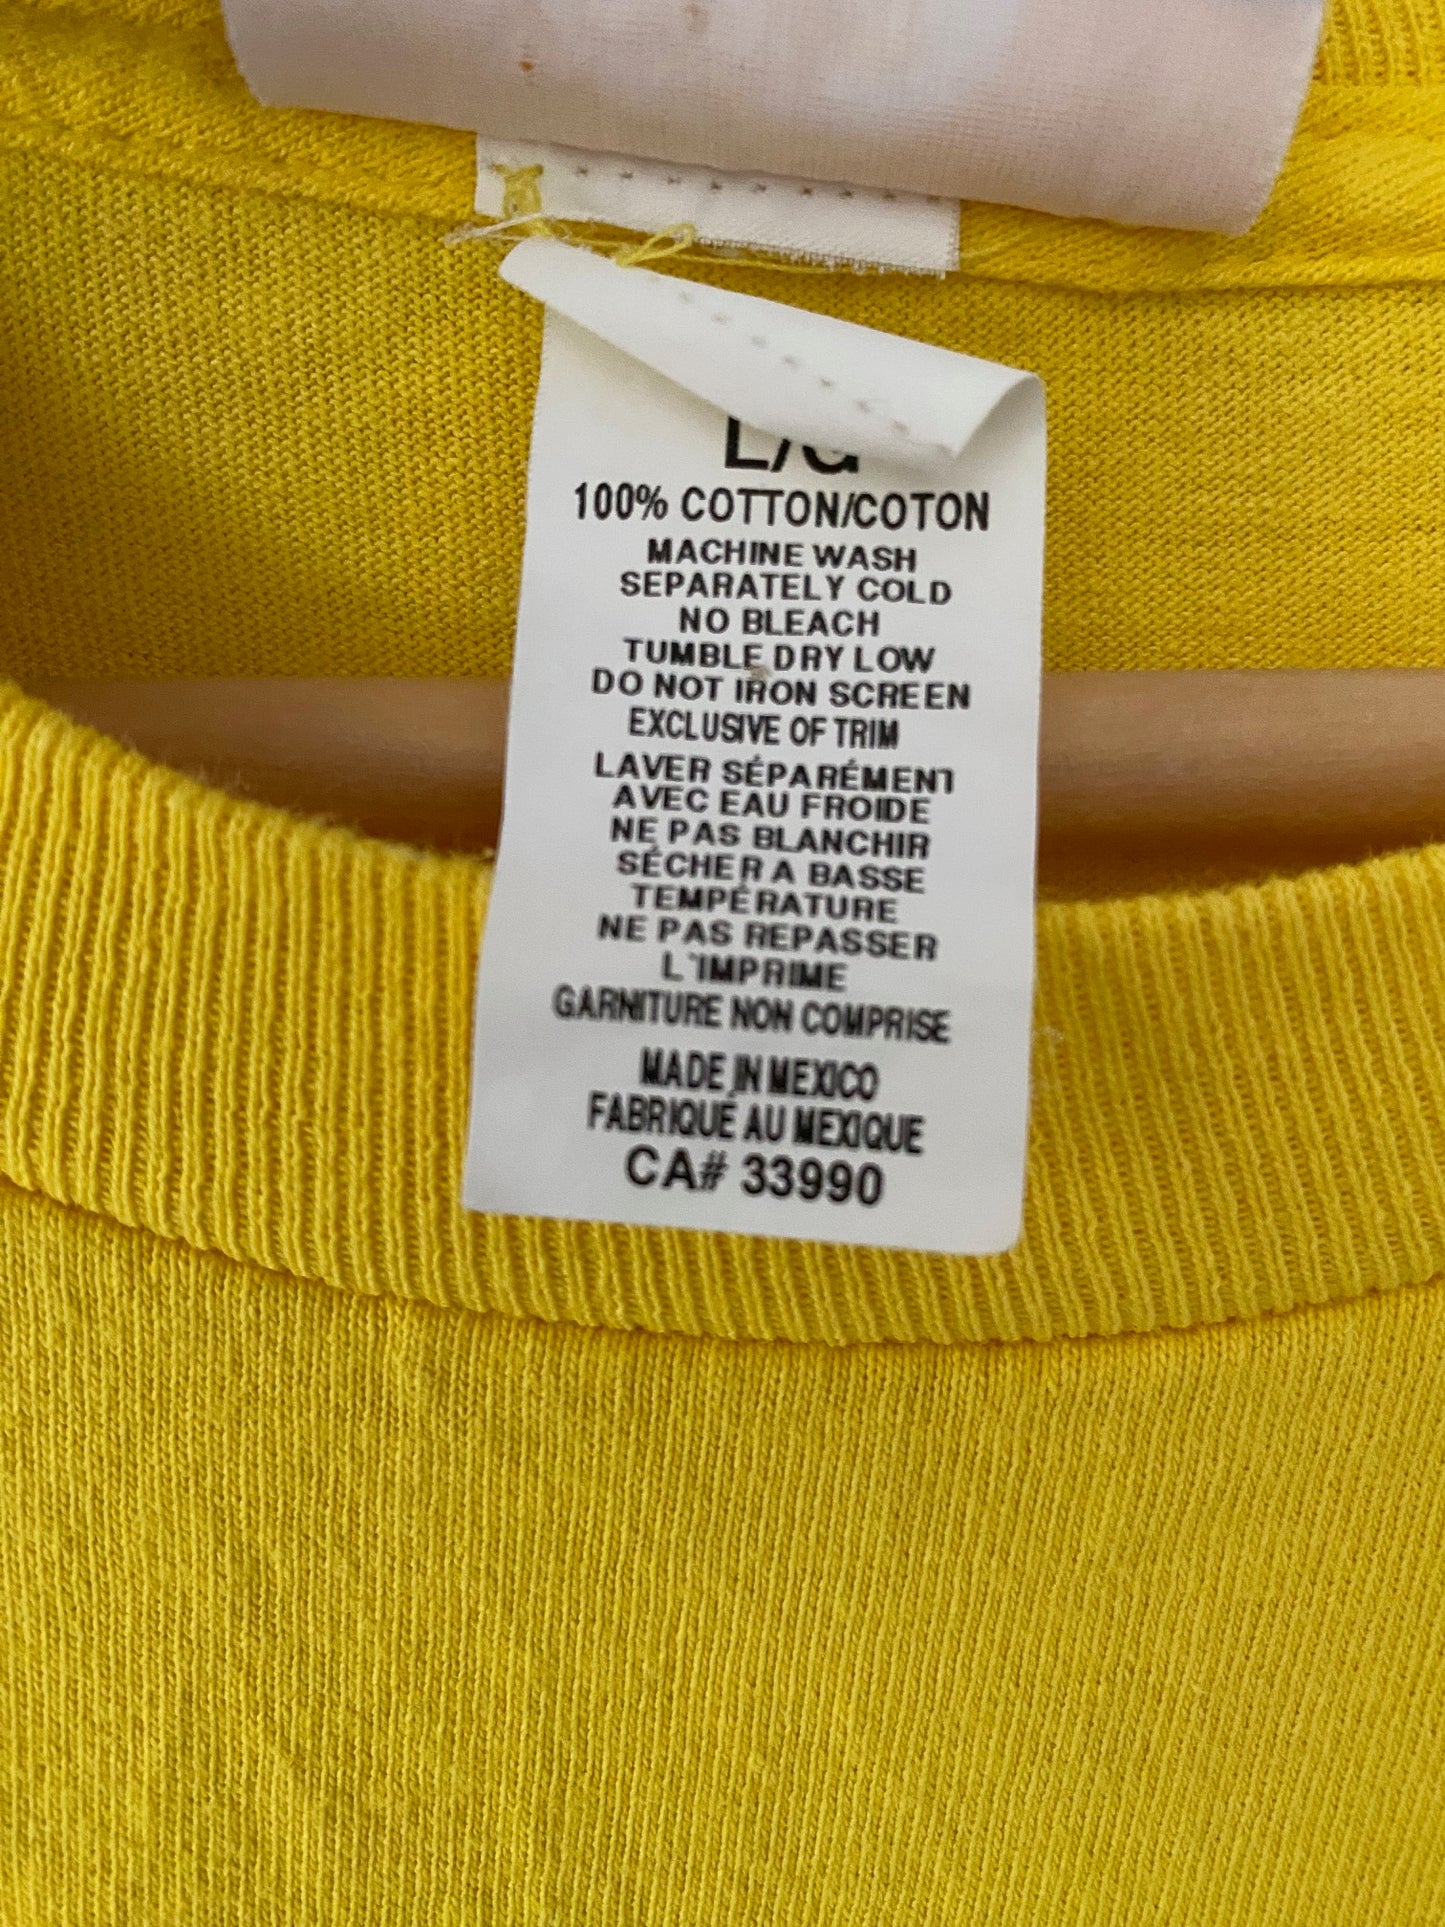 L/G
100% COTTON/COTON
MACHINE WASH
SEPARATELY COLD
NO BLEACH
TUMBLE DRY LOW
DO NOT IRON SCREEN
EXCLUSIVE OF TRIM
LAVER SÉPARÉMENT
AVEC EAU FROIDE
NE PAS BLANCHIR
SÉCHER A BASSE
TEMPÉRATURE
NE PAS REPASSER
L'IMPRIME
GARNITURE NON COMPRISE
MADE IN MEXICO
FABRIQUÉ AU MEXIQUE
CA# 33990